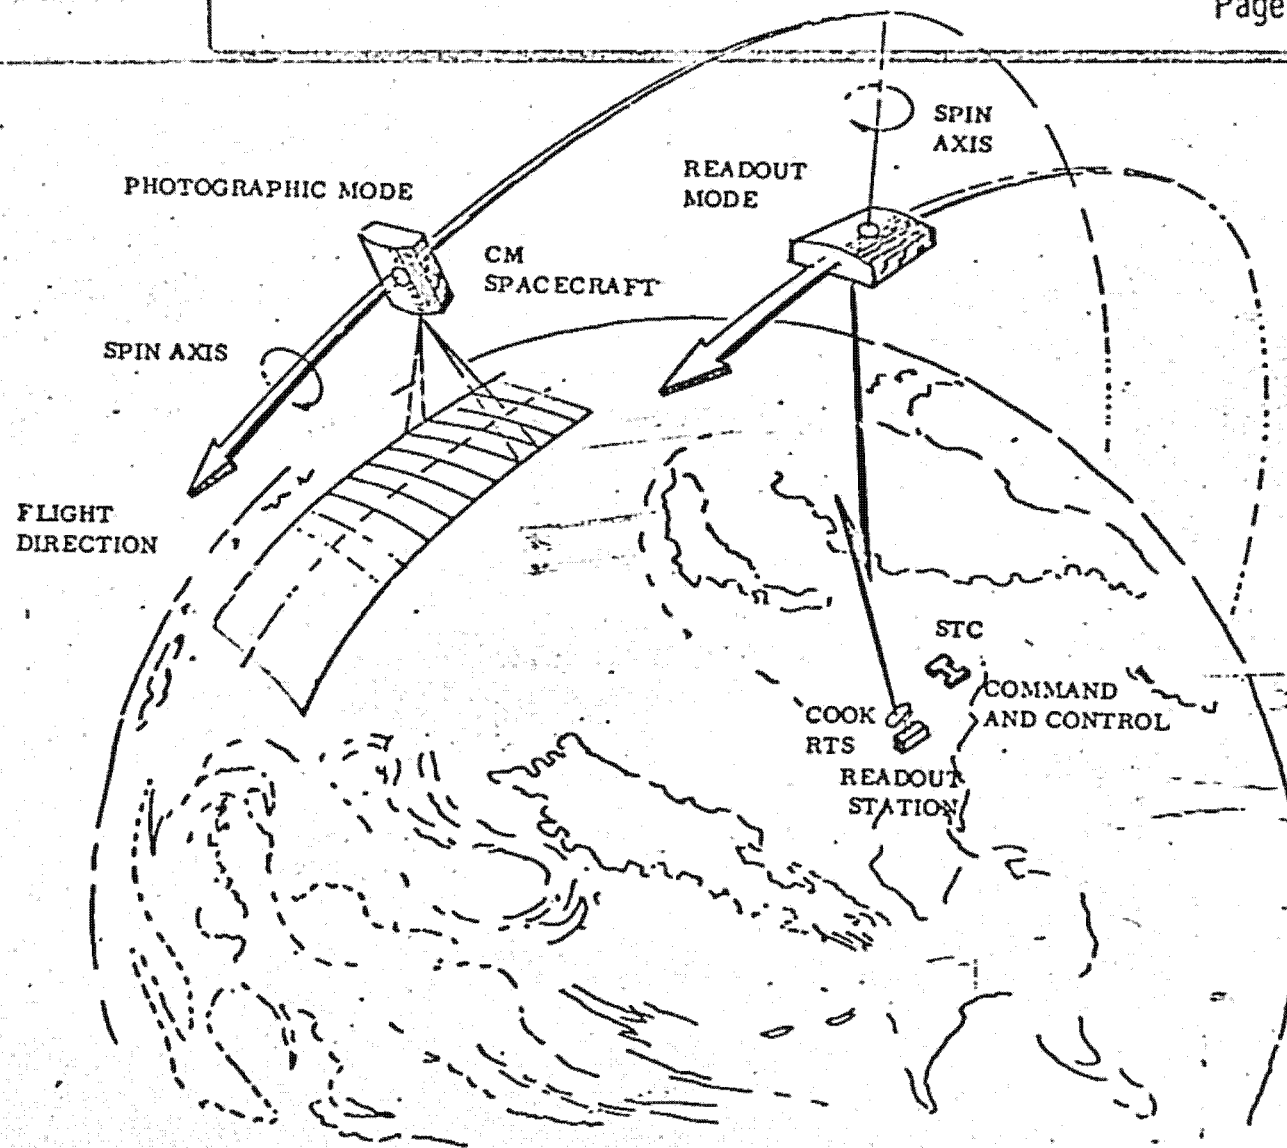 Page
SPIN
AXIS
READOUT
MODE
PHOTOGRAPHIC MODE
CM
SPACECRAFT
SPIN AXIS
FLIGHT
DIRECTION
STC
COMMAND
AND CONTROL
COOK
RTS
READOUT
STATION